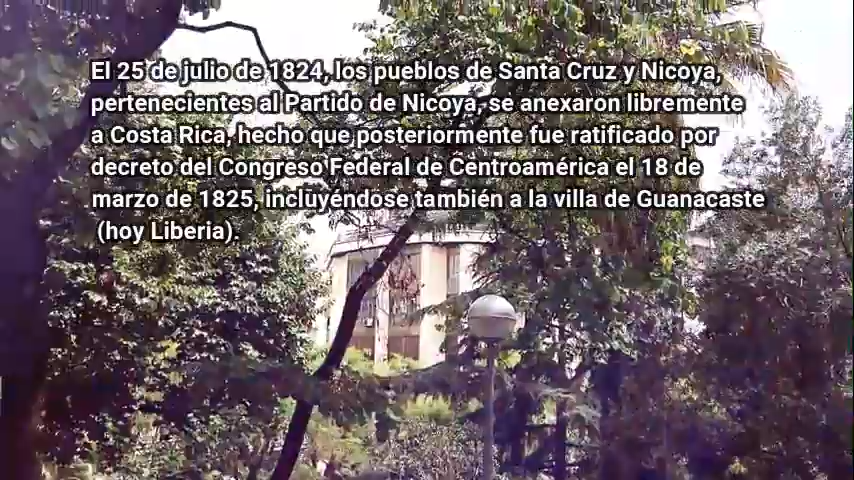 El 25 de julio de 1824, los pueblos de Santa Cruz y Nicoya,
pertenecientes al Partido de Nicoya, se anexaron libremente
a Costa Rica, hecho que posteriormente fue ratificado por
decreto del Congreso Federal de Centroamérica el 18 de
marzo de 1825, incluyéndose también a la villa de Guanacaste
(hoy Liberia).